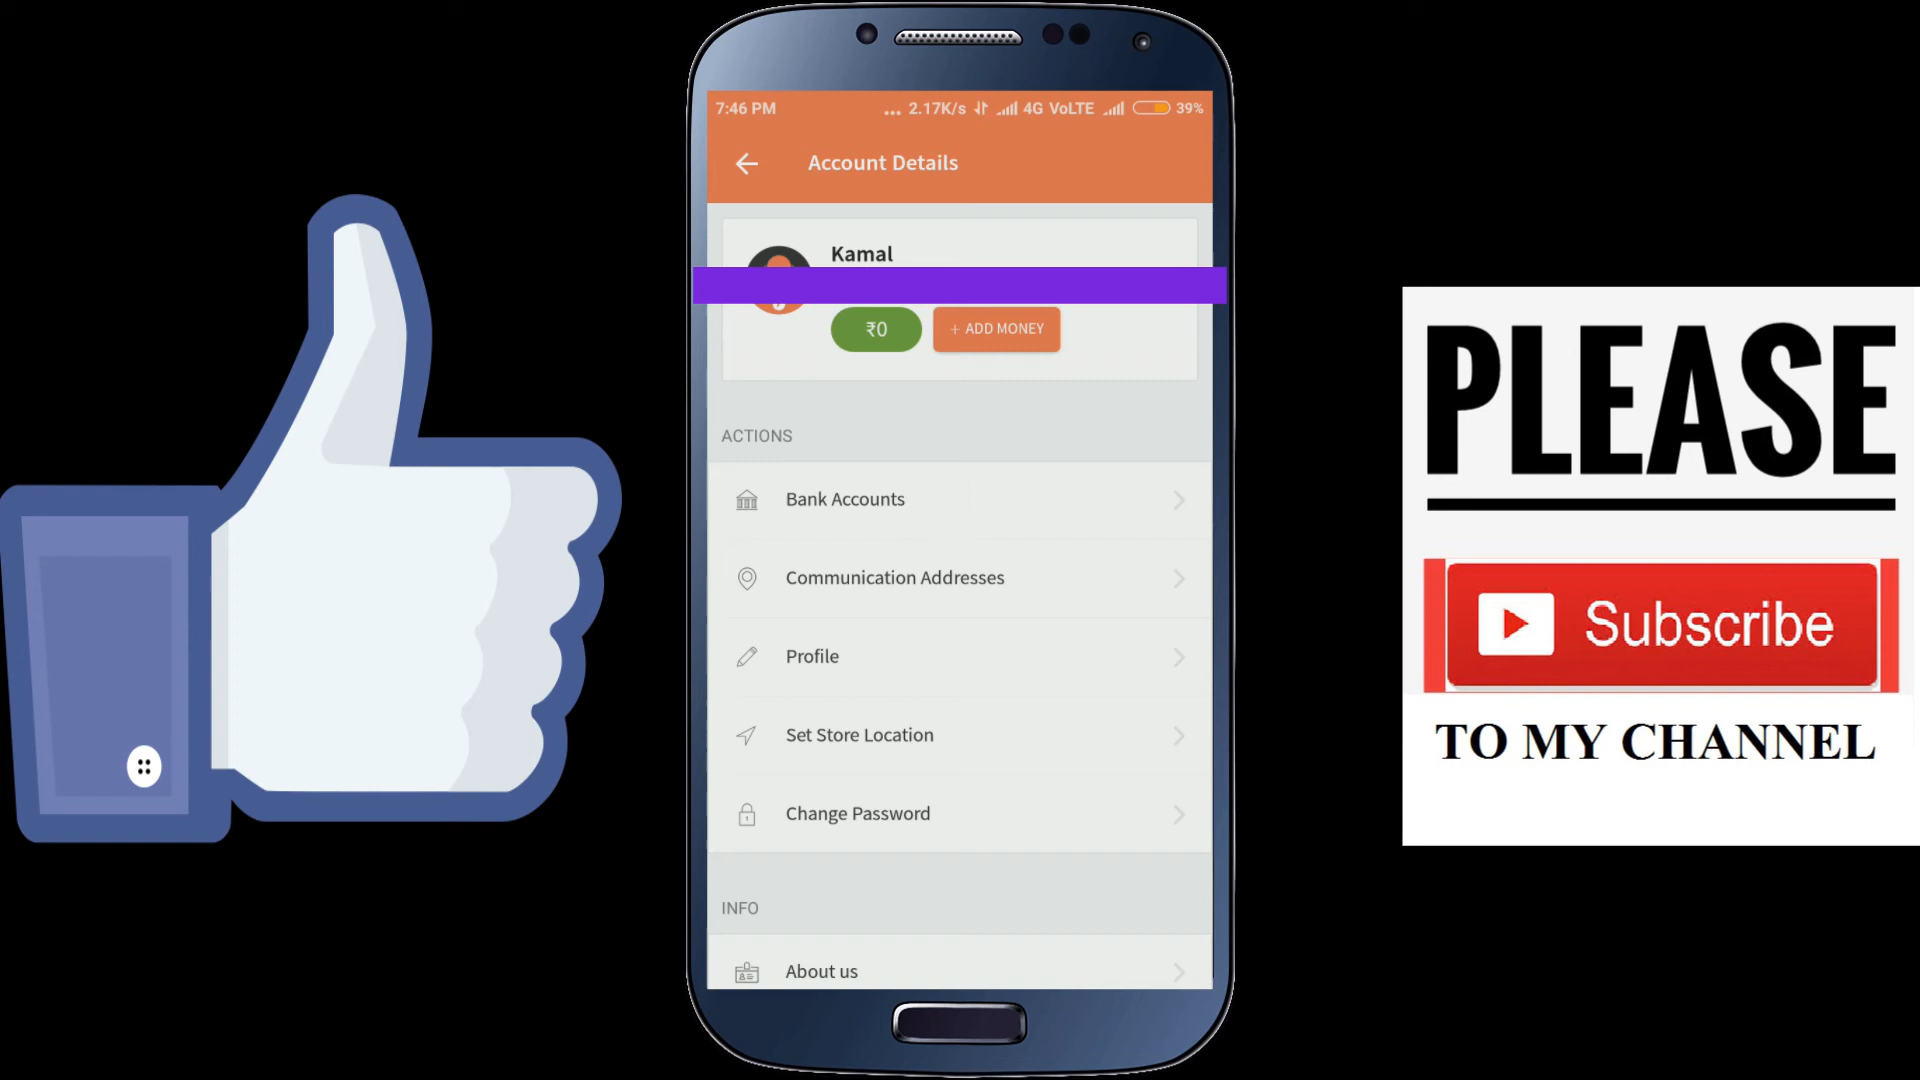 7:46 PM ... 2.17K/s 4G VoLTE 39%
Account Details
Kamal
₹0 + ADD MONEY
ACTIONS
Bank Accounts
Communication Addresses
Profile
Set Store Location
Change Password
INFO
About us
PLEASE
Subscribe
TO MY CHANNEL